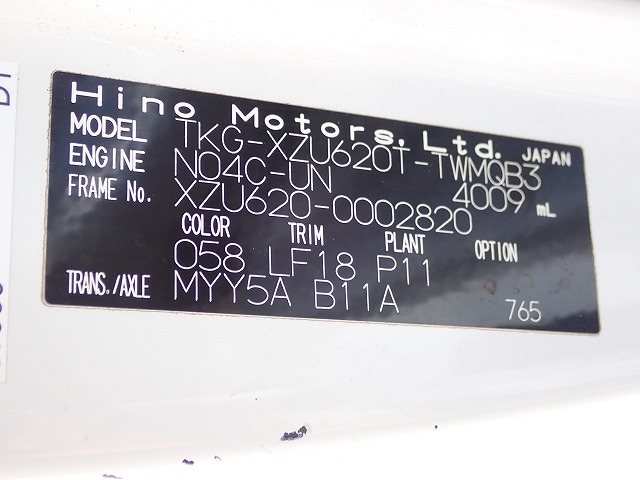 Hino Motors, Ltd. JAPAN
MODEL TKG-XZU620T-TWMQB3
ENGINE N04C-UN 4009 mL
FRAME No. XZU620-0002820
COLOR TRIM PLANT OPTION
058 LF18 P11
TRANS./AXLE MYY5A B11A 765